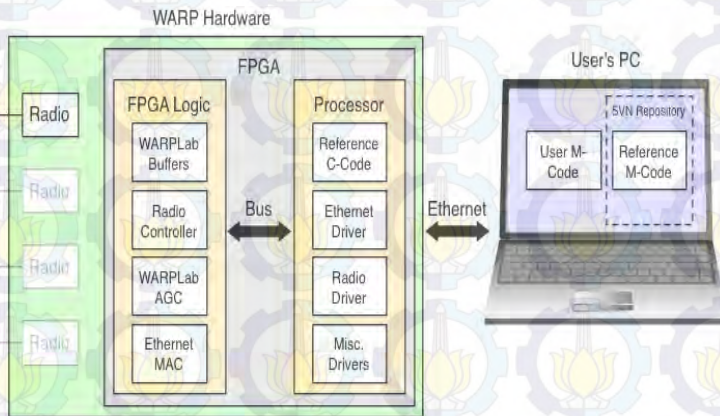 WARP Hardware
FPGA
Radio
Radio
Radio
Radio
FPGA Logic
WARPLab
Buffers
Radio
Controller
WARPLab
AGC
Ethernet
MAC
Bus
Processor
Reference
C-Code
Ethernet
Driver
Radio
Driver
Misc.
Drivers
Ethernet
User's PC
SVN Repository
User M-
Code
Reference
M-Code